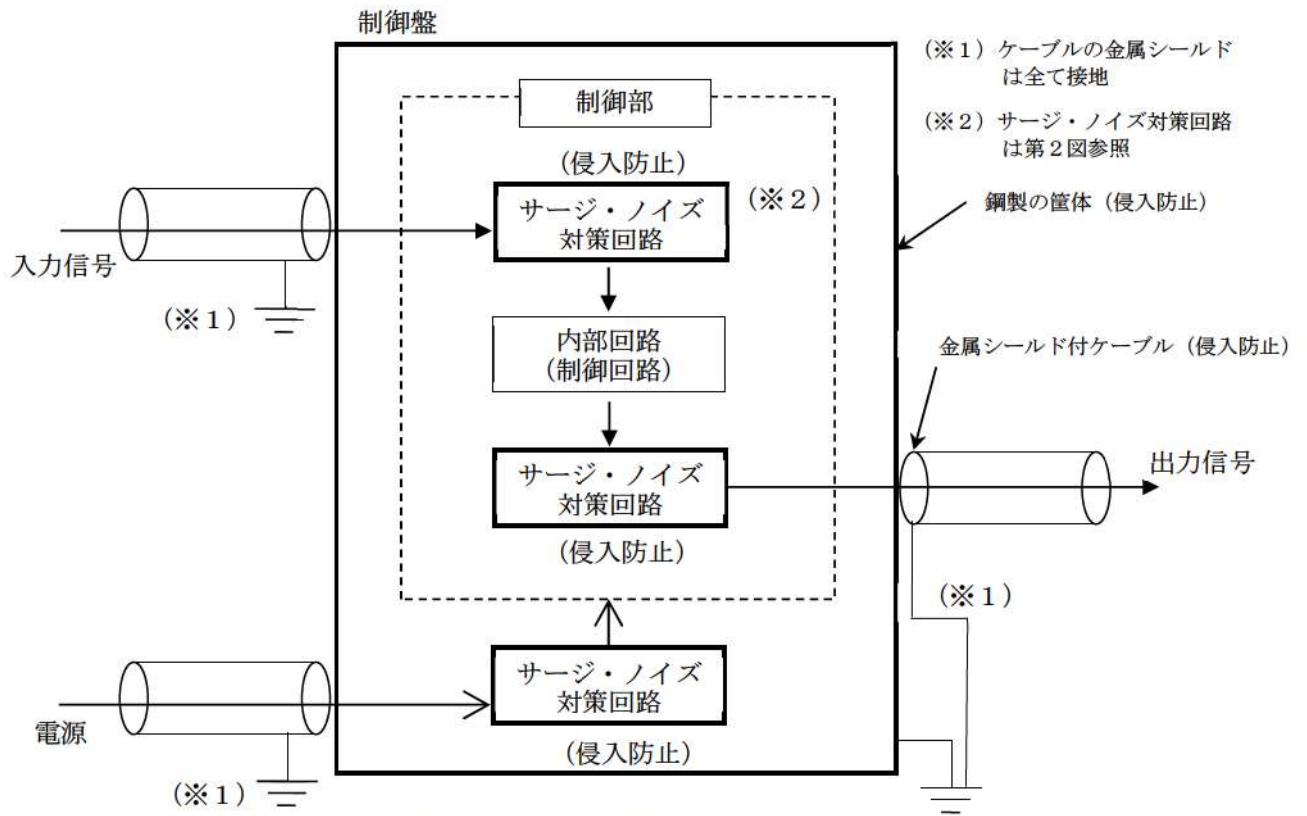 制御盤
(※１) ケーブルの金属シールド
は全て接地
(※２) サージ・ノイズ対策回路
は第２図参照
制御部
(侵入防止)
サージ・ノイズ
対策回路
(※２)
鋼製の筐体 (侵入防止)
入力信号
(※１)
内部回路
(制御回路)
金属シールド付ケーブル (侵入防止)
サージ・ノイズ
対策回路
(侵入防止)
出力信号
(※１)
サージ・ノイズ
対策回路
(侵入防止)
電源
(※１)